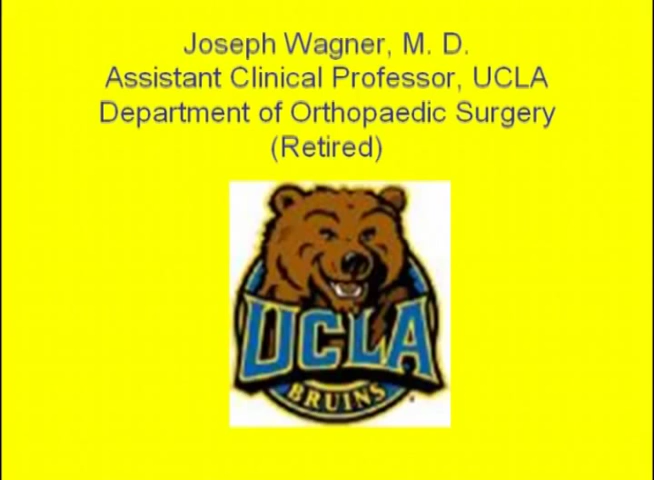 Joseph Wagner, M. D.
Assistant Clinical Professor, UCLA
Department of Orthopaedic Surgery
(Retired)
UCLA
BRUINS